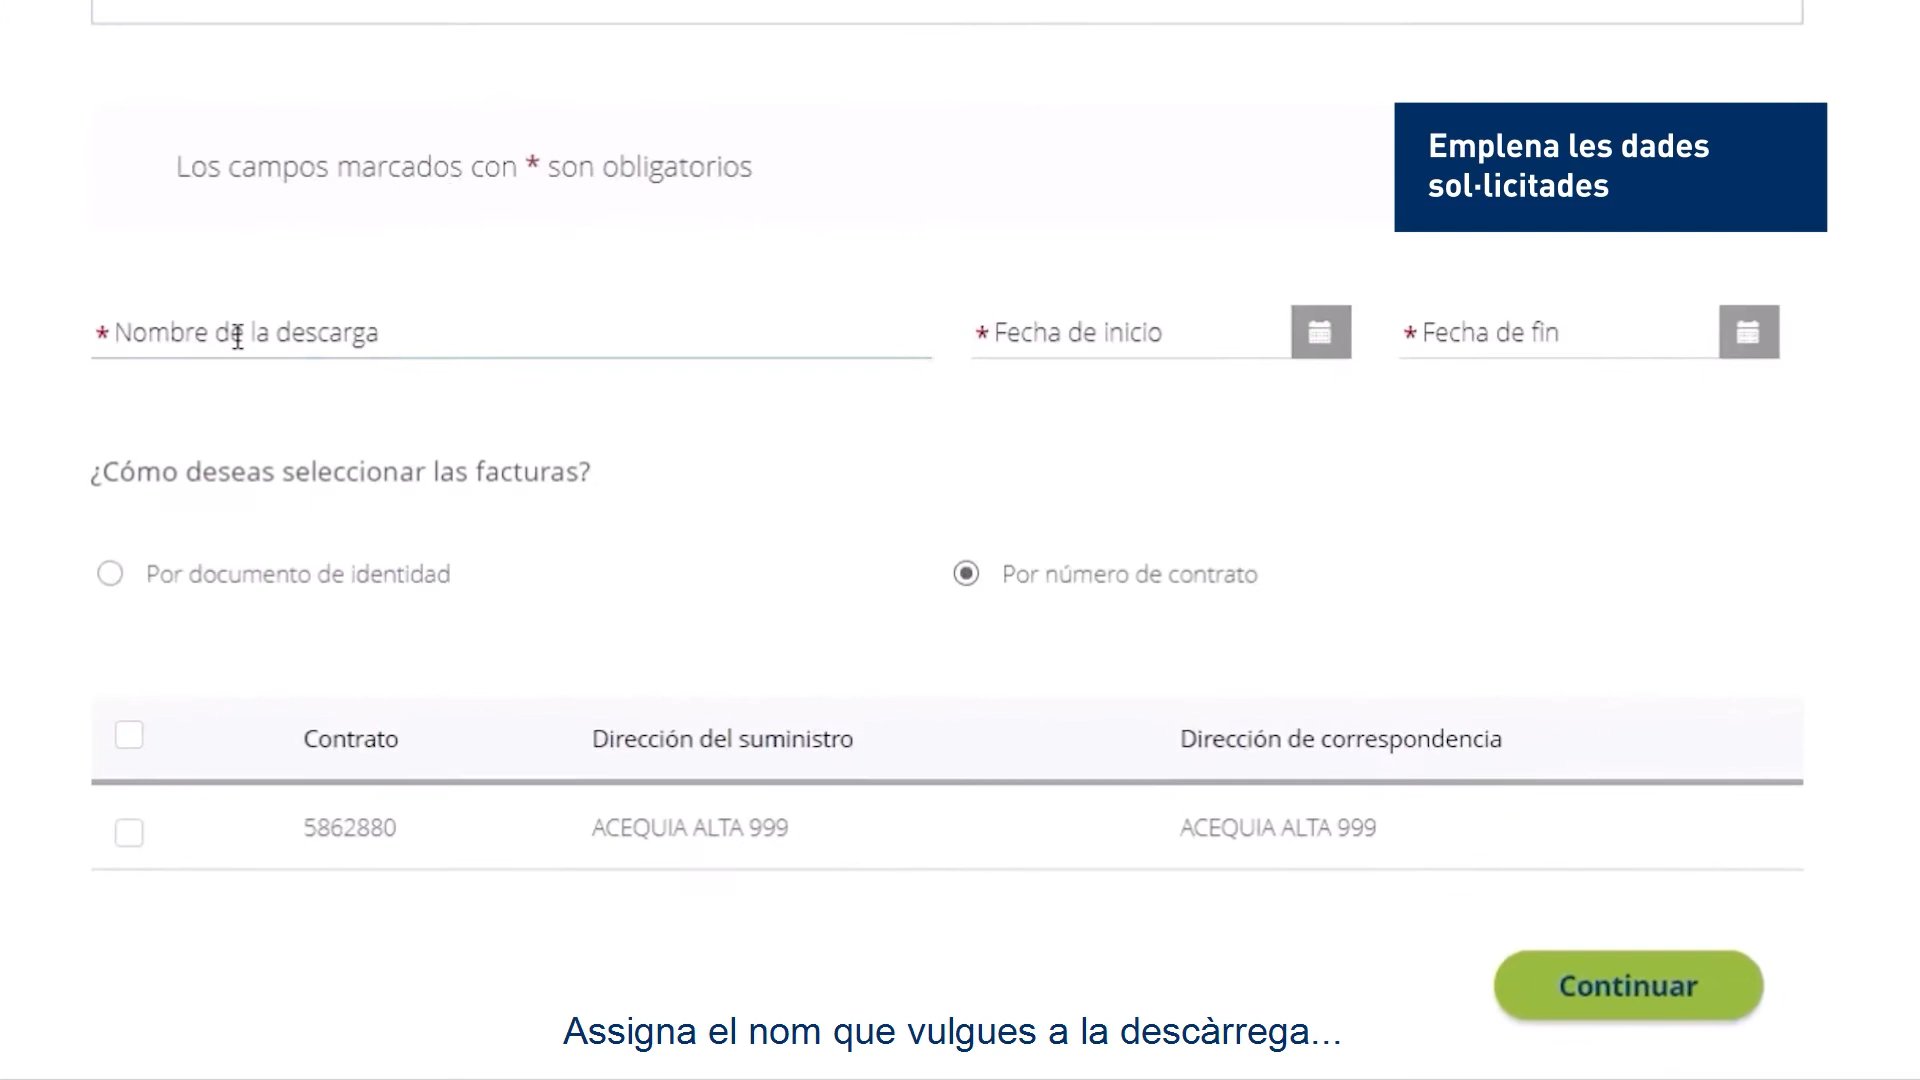 Los campos marcados con * son obligatorios
Emplena les dades
sol·licitades
* Nombre de la descarga
* Fecha de inicio
* Fecha de fin
¿Cómo deseas seleccionar las facturas?
Por documento de identidad
Por número de contrato
Contrato
Dirección del suministro
Dirección de correspondencia
5862880
ACEQUIA ALTA 999
ACEQUIA ALTA 999
Continuar
Assigna el nom que vulgues a la descàrrega...